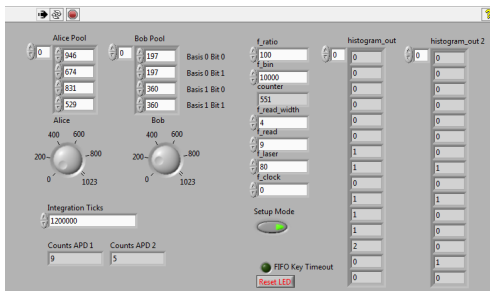 Alice Pool
Bob Pool
0 946 0 197 Basis 0 Bit 0
674 197 Basis 0 Bit 1
831 360 Basis 1 Bit 0
529 360 Basis 1 Bit 1
Alice
Bob
400 600
200 800
0 1023
400 600
200 800
0 1023
Integration Ticks
1200000
Counts APD 1
9
Counts APD 2
5
f_ratio
100
f_bin
10000
counter
551
f_read_width
4
f_read
9
f_laser
80
f_clock
0
Setup Mode
FIFO Key Timeout
Reset LED
histogram_out
0
0
0
0
0
0
1
1
0
1
1
1
2
0
0
histogram_out 2
0
0
0
0
0
0
0
1
0
1
0
0
0
1
0
?